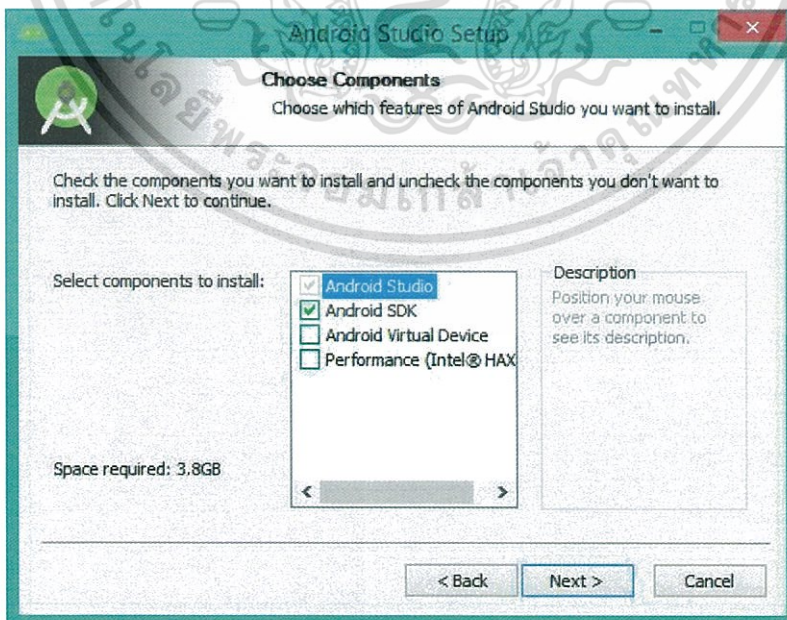 Android Studio Setup
Choose Components
Choose which features of Android Studio you want to install.
Check the components you want to install and uncheck the components you don't want to
install. Click Next to continue.
Select components to install:
Android Studio
Android SDK
Android Virtual Device
Performance (Intel® HAX
Description
Position your mouse
over a component to
see its description.
Space required: 3.8GB
< Back
Next >
Cancel